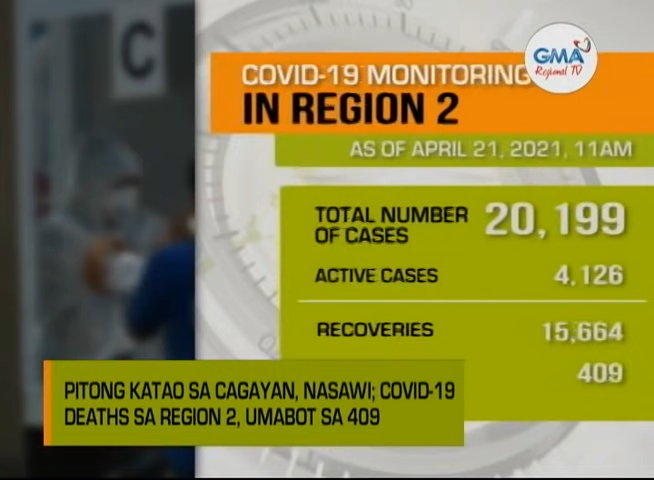 C
GMA
Regional TV
COVID-19 MONITORING
IN REGION 2
AS OF APRIL 21, 2021, 11AM
TOTAL NUMBER
OF CASES
20,199
ACTIVE CASES 4,126
RECOVERIES 15,664
409
PITONG KATAO SA CAGAYAN, NASAWI; COVID-19
DEATHS SA REGION 2, UMABOT SA 409